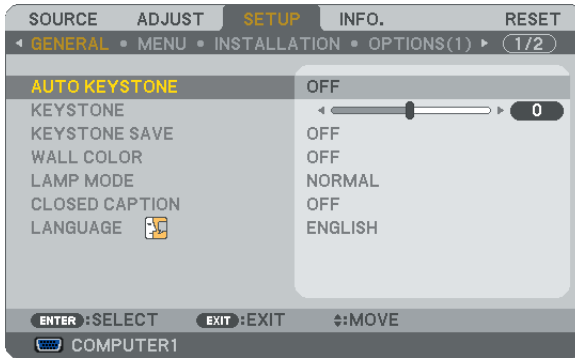 SOURCE ADJUST SETUP INFO. RESET
GENERAL • MENU • INSTALLATION • OPTIONS(1) 1/2
AUTO KEYSTONE OFF
KEYSTONE 0
KEYSTONE SAVE OFF
WALL COLOR OFF
LAMP MODE NORMAL
CLOSED CAPTION OFF
LANGUAGE ENGLISH
ENTER :SELECT EXIT :EXIT :MOVE
COMPUTER1